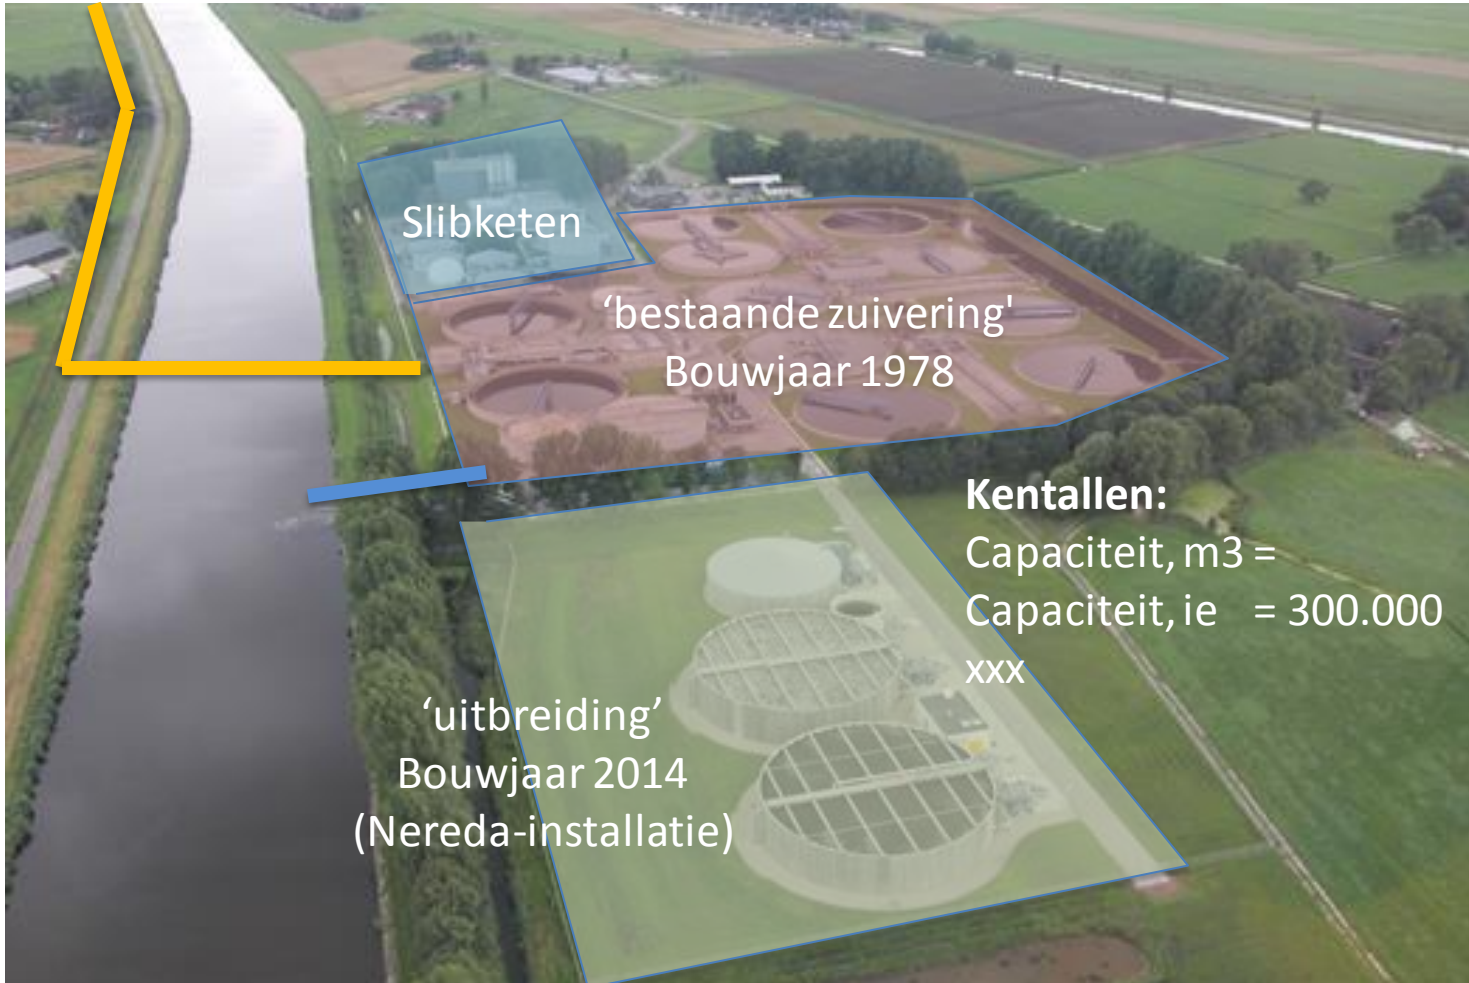 Slibketen
‘bestaande zuivering'
Bouwjaar 1978
Kentallen:
Capaciteit, m3 =
Capaciteit, ie = 300.000
xxx
‘uitbreiding’
Bouwjaar 2014
(Nereda-installatie)